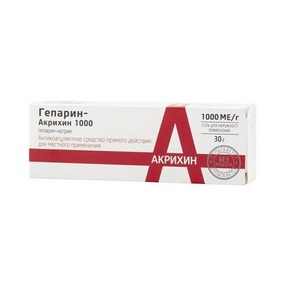 Гепарин-
Акрихин 1000
гепарин натрия
Антикоагулянтное средство прямого действия
для местного применения
1000 МЕ/г
ГЕЛЬ ДЛЯ НАРУЖНОГО
ПРИМЕНЕНИЯ
30 г
АКРИХИН
БЕЗ